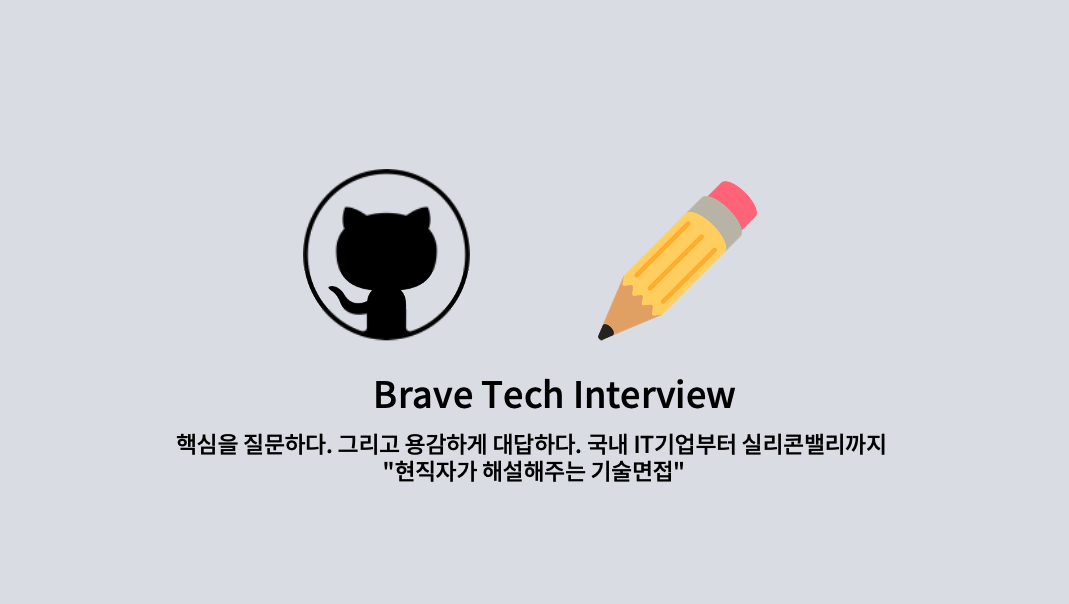 Brave Tech Interview
핵심을 질문하다. 그리고 용감하게 대답하다. 국내 IT기업부터 실리콘밸리까지
"현직자가 해설해주는 기술면접"